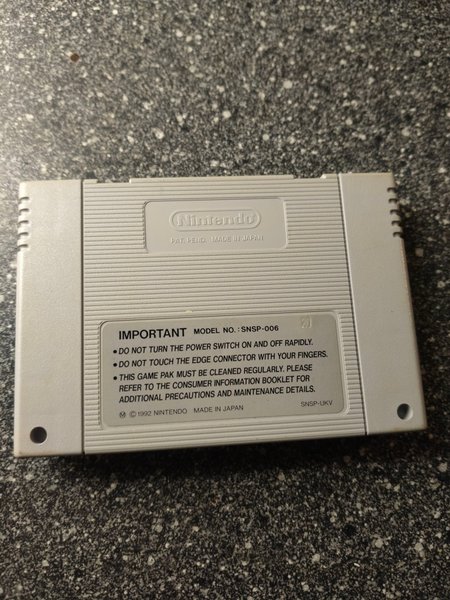 Nintendo
PAT. PEND. MADE IN JAPAN
IMPORTANT MODEL NO. : SNSP-006
• DO NOT TURN THE POWER SWITCH ON AND OFF RAPIDLY.
• DO NOT TOUCH THE EDGE CONNECTOR WITH YOUR FINGERS.
• THIS GAME PAK MUST BE CLEANED REGULARLY. PLEASE
REFER TO THE CONSUMER INFORMATION BOOKLET FOR
ADDITIONAL PRECAUTIONS AND MAINTENANCE DETAILS.
Ⓜ ©1992 NINTENDO MADE IN JAPAN SNSP-UKV